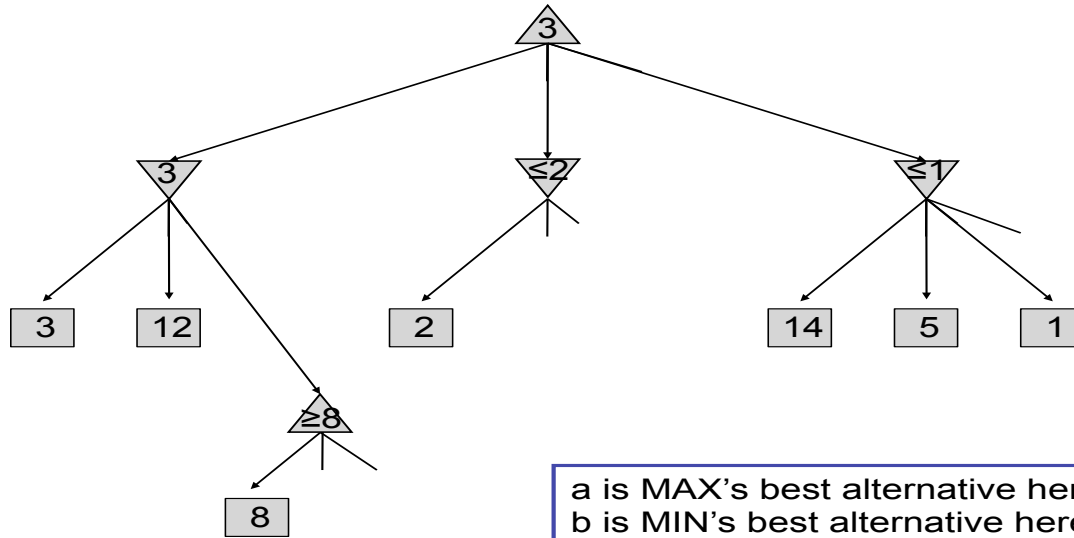 3
3 ≤2 ≤1
3 12 2 14 5 1
≥8
8
a is MAX's best alternative her
b is MIN's best alternative here